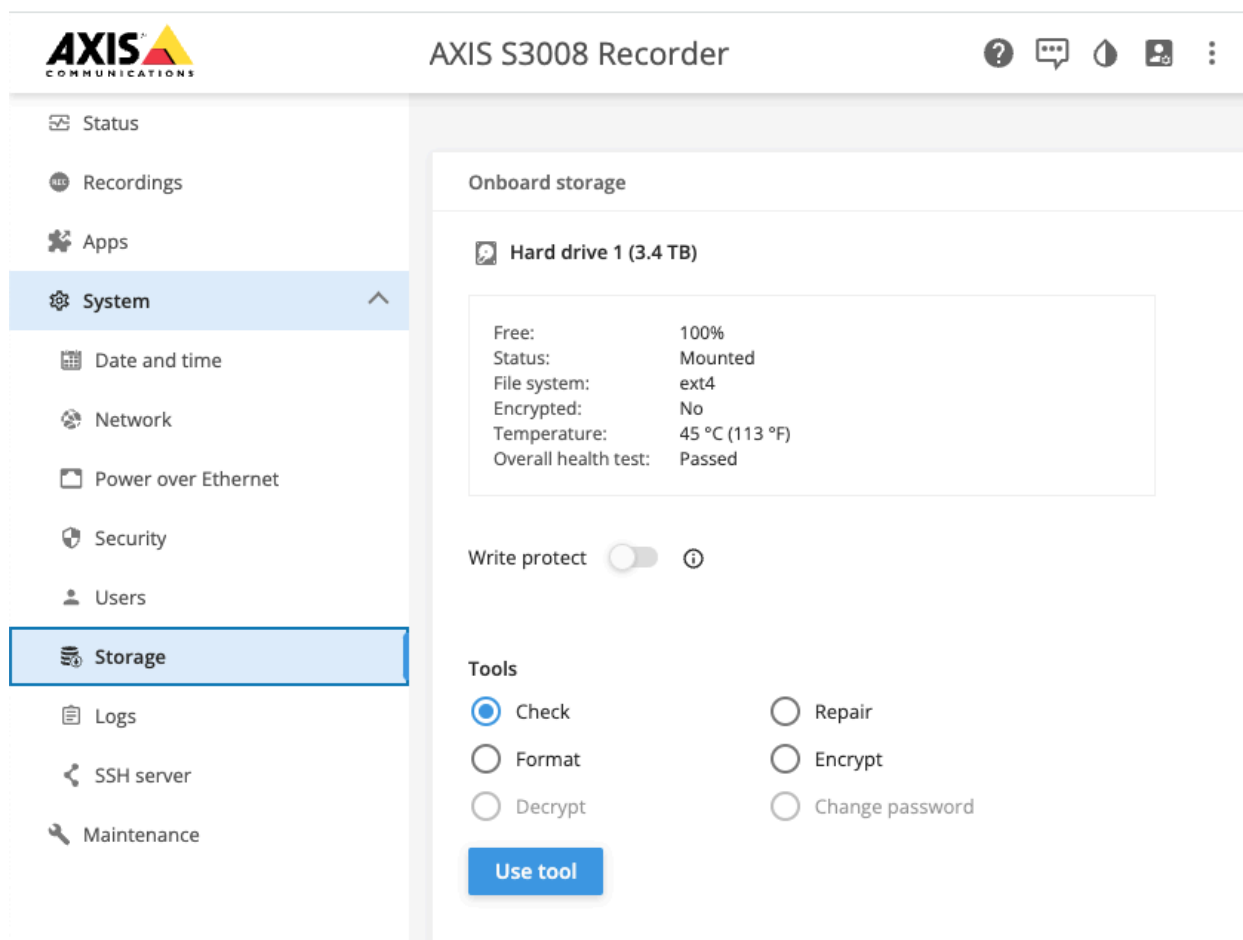 AXIS
COMMUNICATIONS
AXIS S3008 Recorder
Status
REC Recordings
Apps
System
Date and time
Network
Power over Ethernet
Security
Users
Storage
Logs
SSH server
Maintenance
Onboard storage
Hard drive 1 (3.4 TB)
Free: 100%
Status: Mounted
File system: ext4
Encrypted: No
Temperature: 45 °C (113 °F)
Overall health test: Passed
Write protect
Tools
Check Repair
Format Encrypt
Decrypt Change password
Use tool